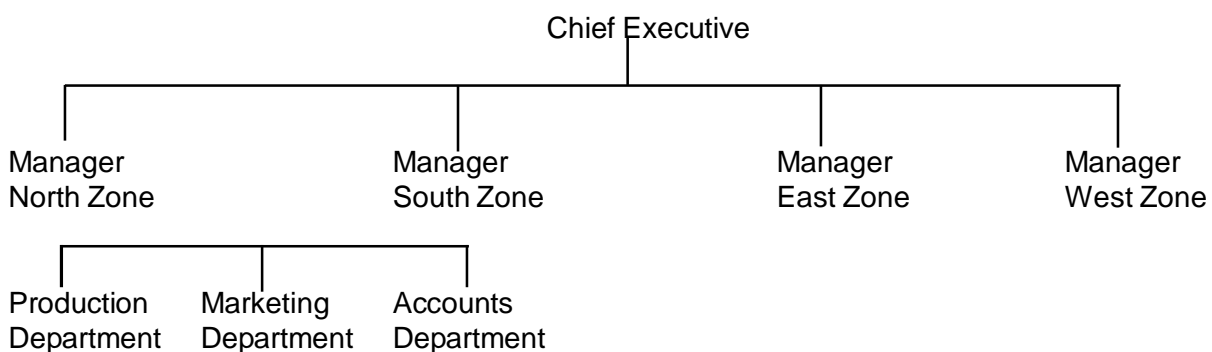 Chief Executive
Manager
North Zone
Manager
South Zone
Manager
East Zone
Manager
West Zone
Production
Department
Marketing
Department
Accounts
Department